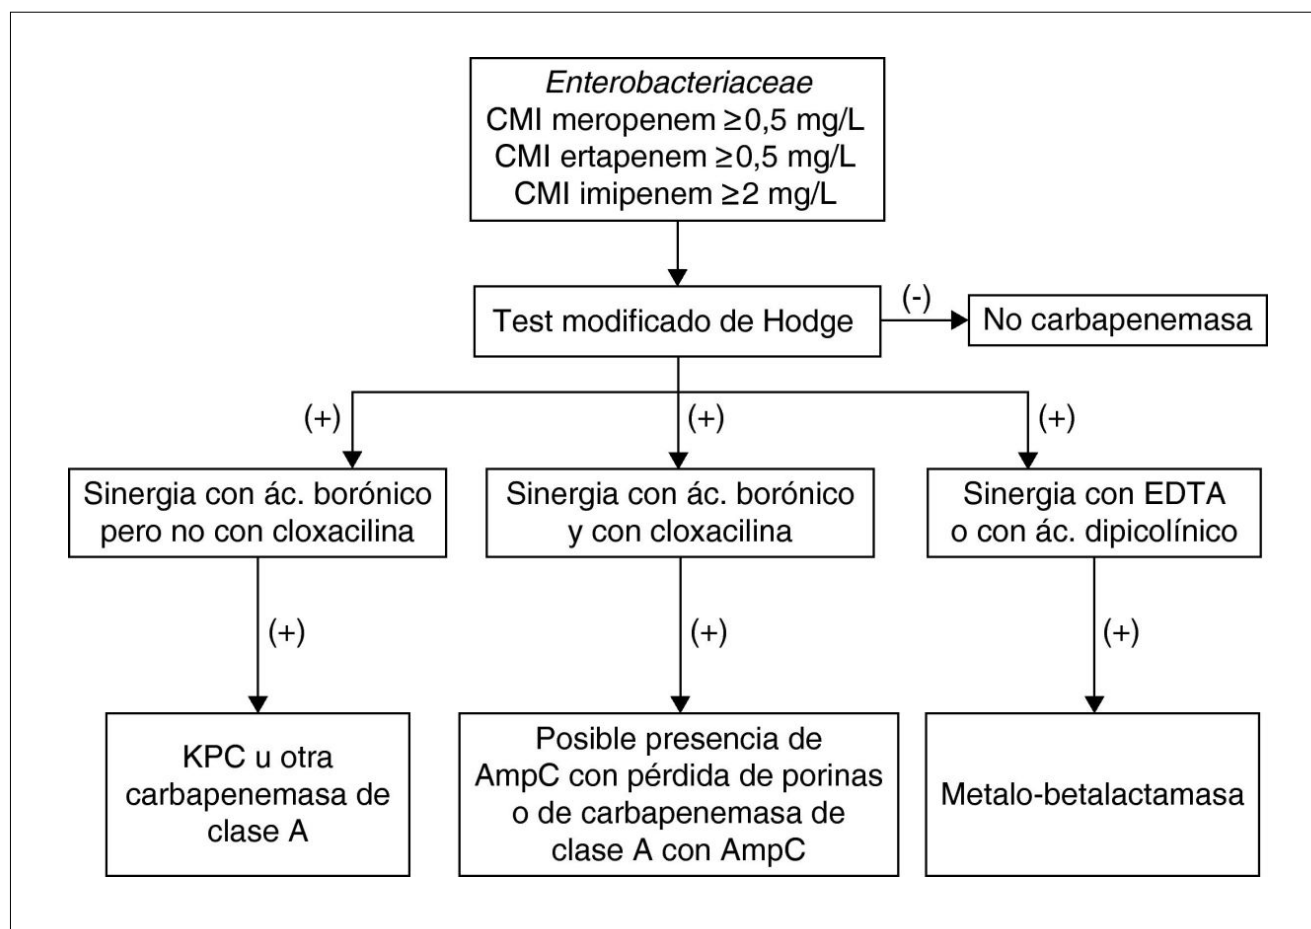 Enterobacteriaceae
CMI meropenem ≥0,5 mg/L
CMI ertapenem ≥0,5 mg/L
CMI imipenem ≥2 mg/L
Test modificado de Hodge
(-)
No carbapenemasa
(+)
(+)
(+)
Sinergia con ác. borónico
pero no con cloxacilina
Sinergia con ác. borónico
y con cloxacilina
Sinergia con EDTA
o con ác. dipicolínico
(+)
(+)
(+)
KPC u otra
carbapenemasa de
clase A
Posible presencia de
AmpC con pérdida de porinas
o de carbapenemasa de
clase A con AmpC
Metalo-betalactamasa